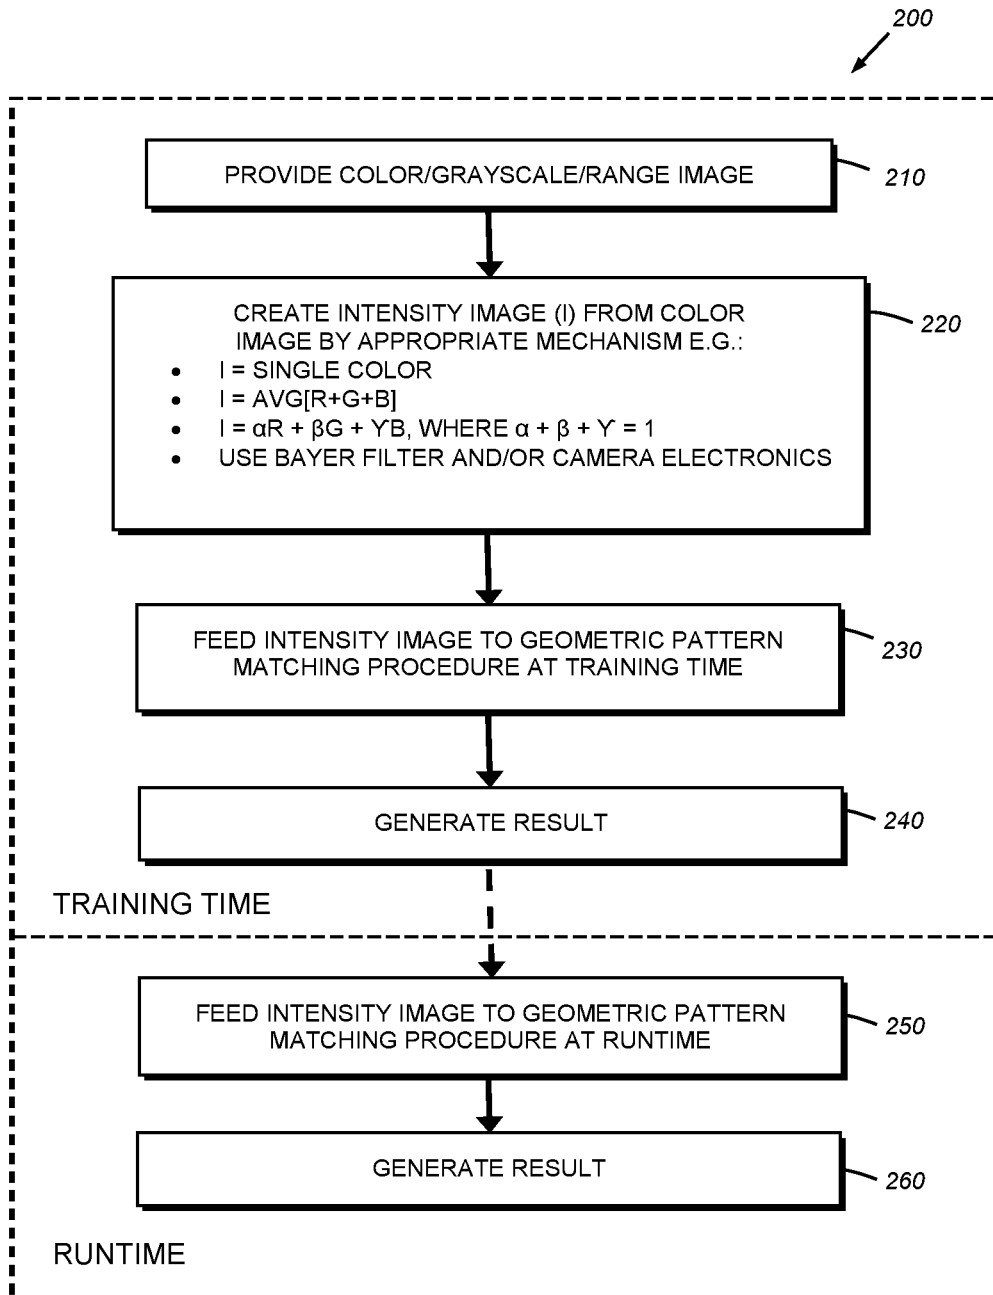 200
PROVIDE COLOR/GRAYSCALE/RANGE IMAGE
210
CREATE INTENSITY IMAGE (I) FROM COLOR
IMAGE BY APPROPRIATE MECHANISM E.G.:
• I = SINGLE COLOR
• I = AVG[R+G+B]
• I = αR + βG + ϒB, WHERE α + β + ϒ = 1
• USE BAYER FILTER AND/OR CAMERA ELECTRONICS
220
FEED INTENSITY IMAGE TO GEOMETRIC PATTERN
MATCHING PROCEDURE AT TRAINING TIME
230
GENERATE RESULT
240
TRAINING TIME
FEED INTENSITY IMAGE TO GEOMETRIC PATTERN
MATCHING PROCEDURE AT RUNTIME
250
GENERATE RESULT
260
RUNTIME